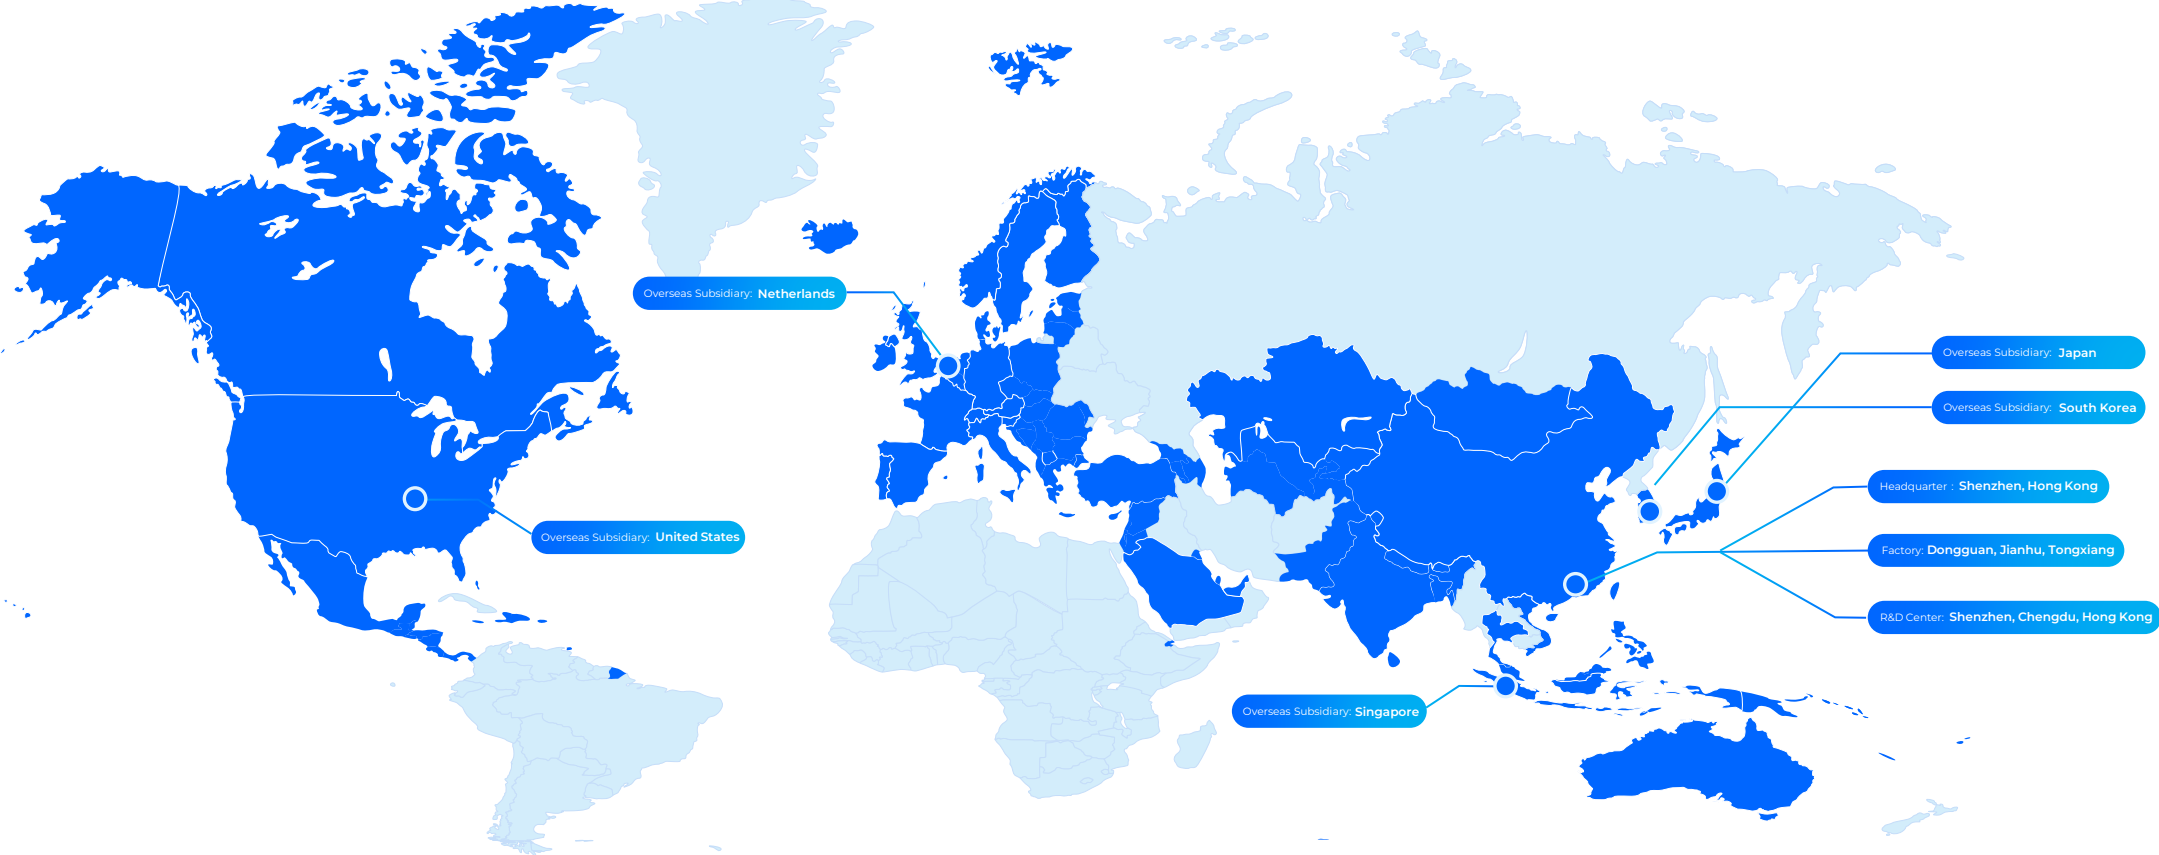 Overseas Subsidiary: Netherlands
Overseas Subsidiary: Japan
Overseas Subsidiary: South Korea
Headquarter : Shenzhen, Hong Kong
Overseas Subsidiary: United States
Factory: Dongguan, Jianhu, Tongxiang
R&D Center: Shenzhen, Chengdu, Hong Kong
Overseas Subsidiary: Singapore